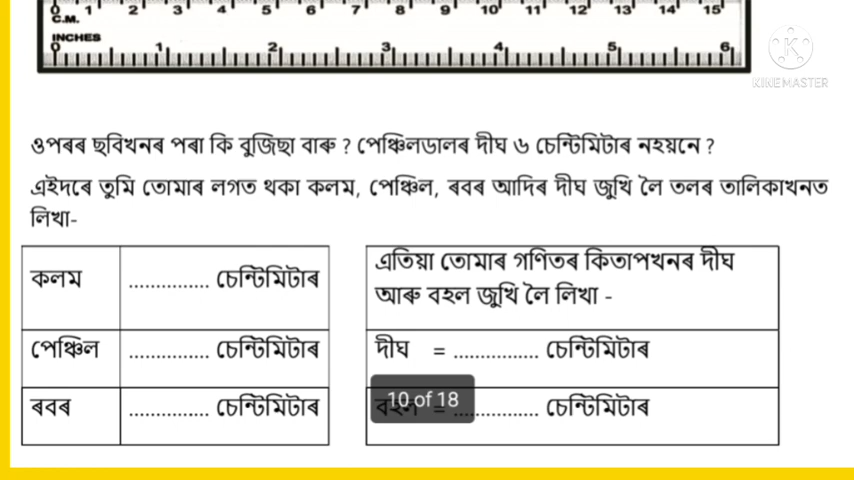 0 1 2 3 4 5 6 7 8 9 10 11 12 13 14 15
C.M.
INCHES
0 1 2 3 4 5 6
K
KINEMASTER
ওপৰৰ ছবিখনৰ পৰা কি বুজিছা বাৰু ? পেঞ্চিলডালৰ দীঘ ৬ চেন্টিমিটাৰ নহয়নে ?
এইদৰে তুমি তোমাৰ লগত থকা কলম, পেঞ্চিল, ৰবৰ আদিৰ দীঘ জুখি লৈ তলৰ তালিকাখনত
লিখা-
কলম ............... চেন্টিমিটাৰ
পেঞ্চিল ............... চেন্টিমিটাৰ
ৰবৰ ............... চেন্টিমিটাৰ
এতিয়া তোমাৰ গণিতৰ কিতাপখনৰ দীঘ
আৰু বহল জুখি লৈ লিখা -
দীঘ = ................ চেন্টিমিটাৰ
বহল = ................ চেন্টিমিটাৰ
10 of 18